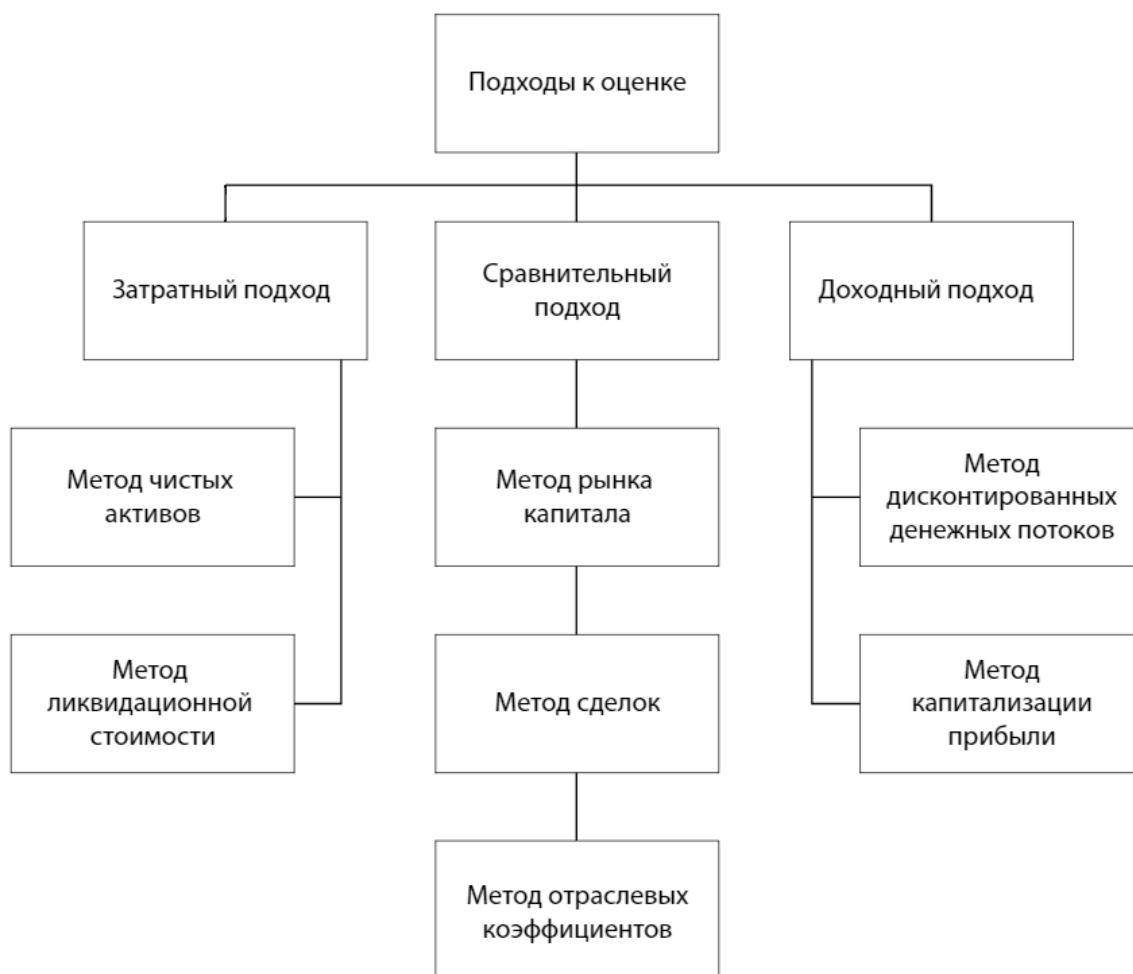 Подходы к оценке
Затратный подход
Сравнительный
подход
Доходный подход
Метод чистых
активов
Метод рынка
капитала
Метод
дисконтированных
денежных потоков
Метод
ликвидационной
стоимости
Метод сделок
Метод
капитализации
прибыли
Метод отраслевых
коэффициентов